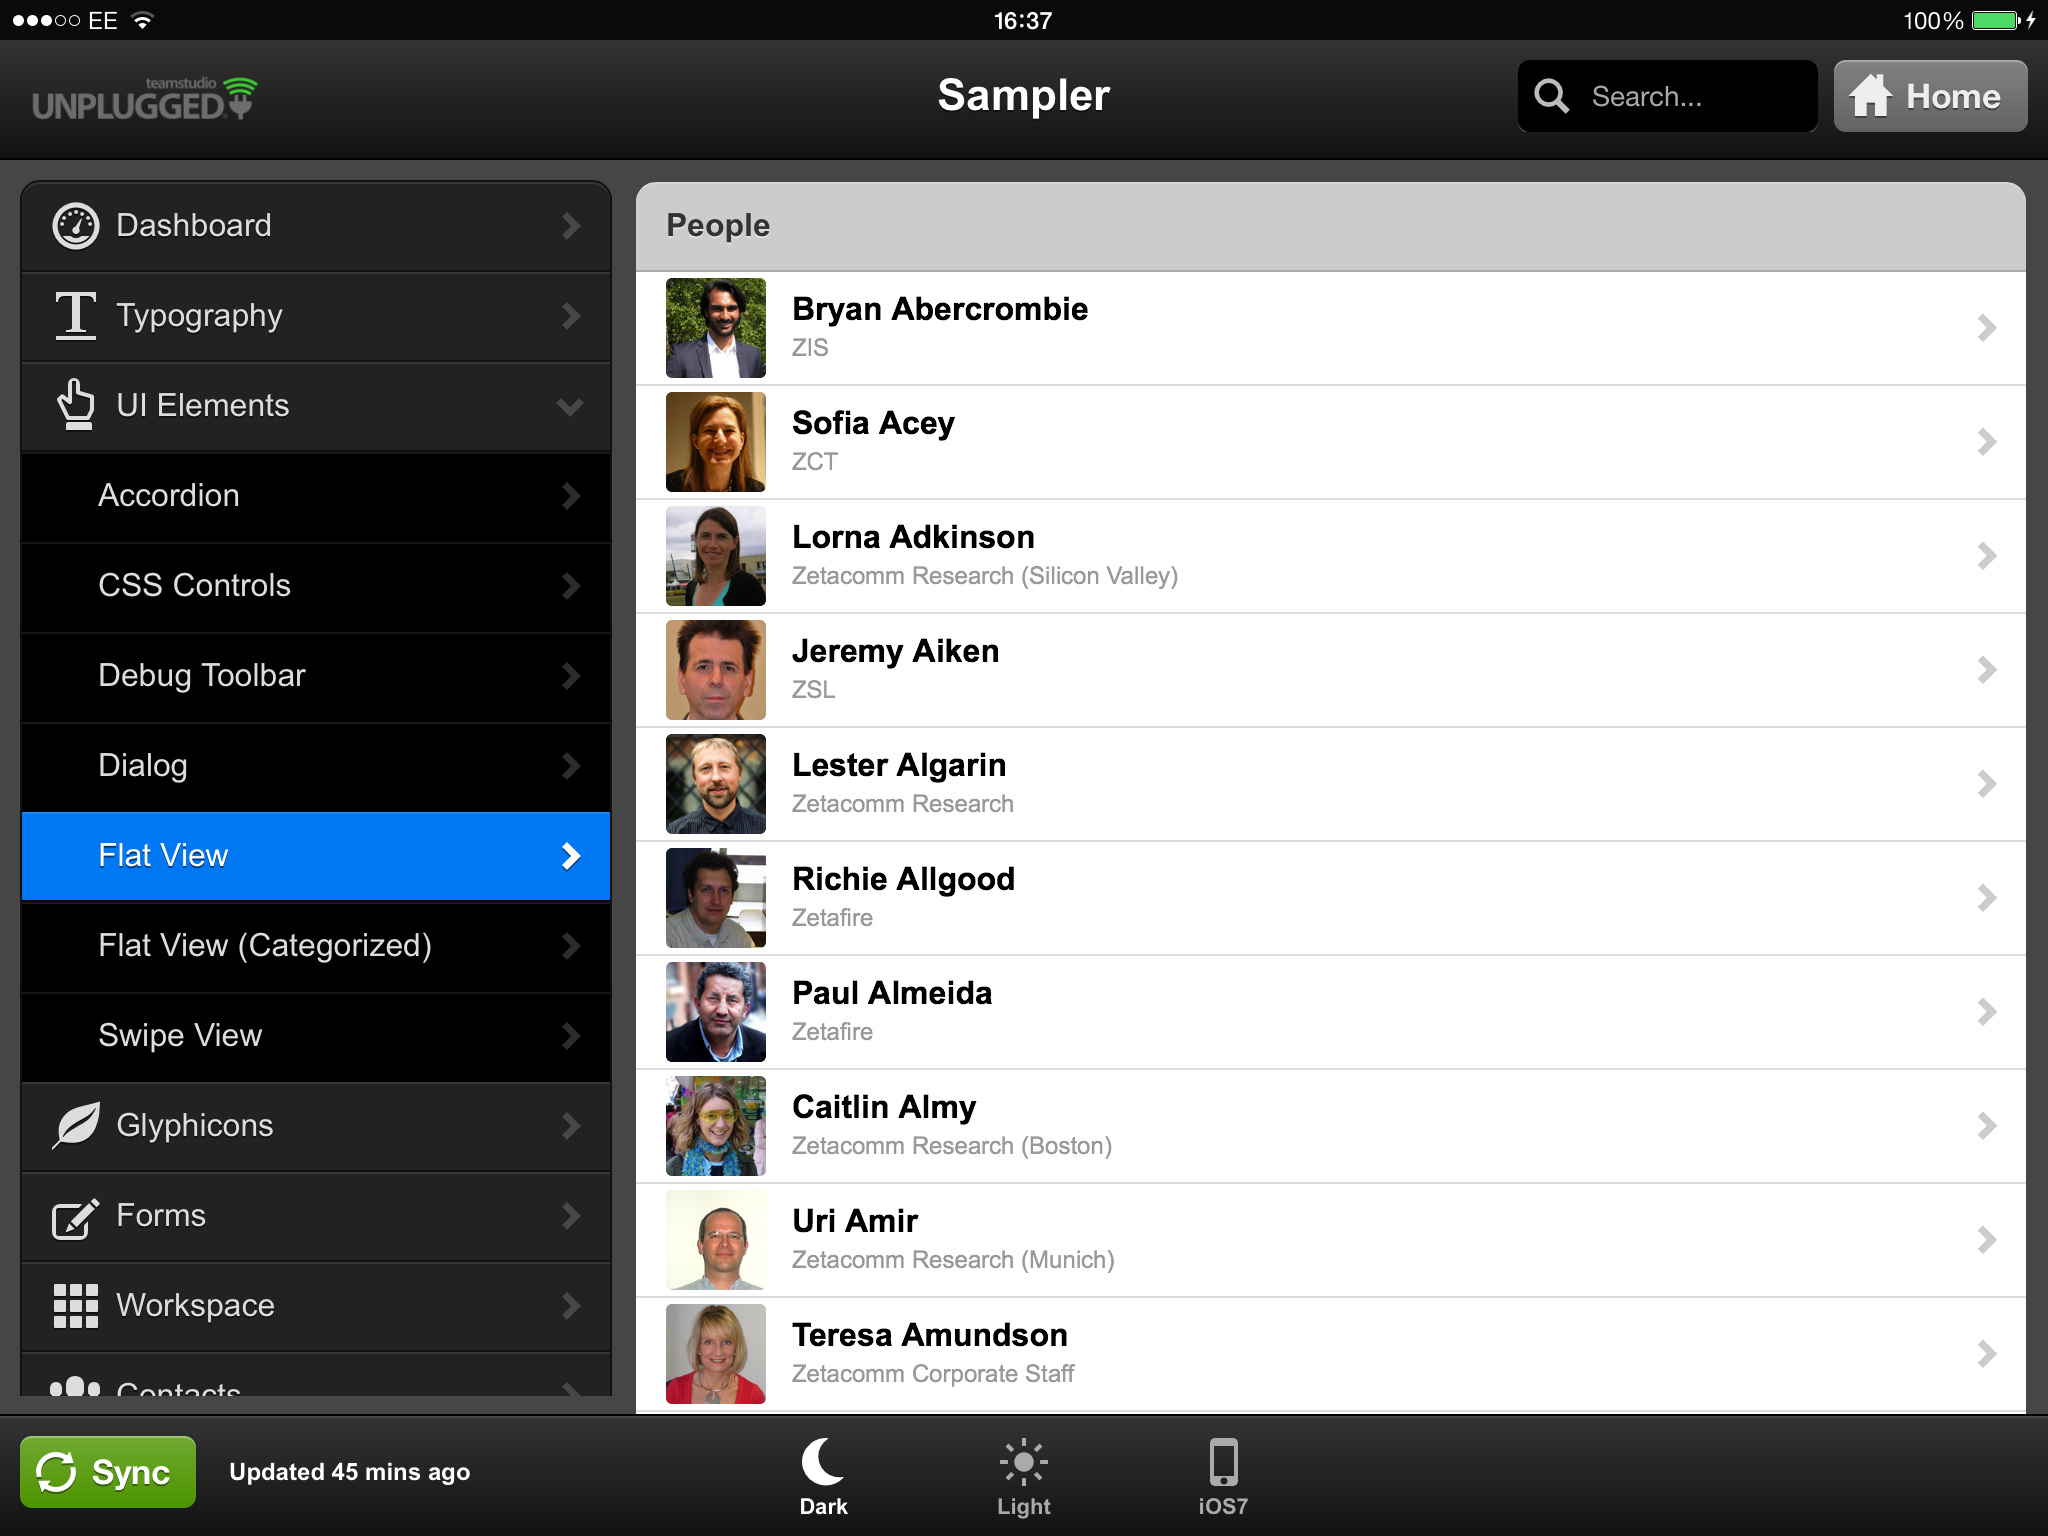 EE
16:37
100%
teamstudio
UNPLUGGED
Sampler
Search...
Home
Dashboard
Typography
UI Elements
Accordion
CSS Controls
Debug Toolbar
Dialog
Flat View
Flat View (Categorized)
Swipe View
Glyphicons
Forms
Workspace
Contacts
People
Bryan Abercrombie
ZIS
Sofia Acey
ZCT
Lorna Adkinson
Zetacomm Research (Silicon Valley)
Jeremy Aiken
ZSL
Lester Algarin
Zetacomm Research
Richie Allgood
Zetafire
Paul Almeida
Zetafire
Caitlin Almy
Zetacomm Research (Boston)
Uri Amir
Zetacomm Research (Munich)
Teresa Amundson
Zetacomm Corporate Staff
Sync
Updated 45 mins ago
Dark
Light
iOS7